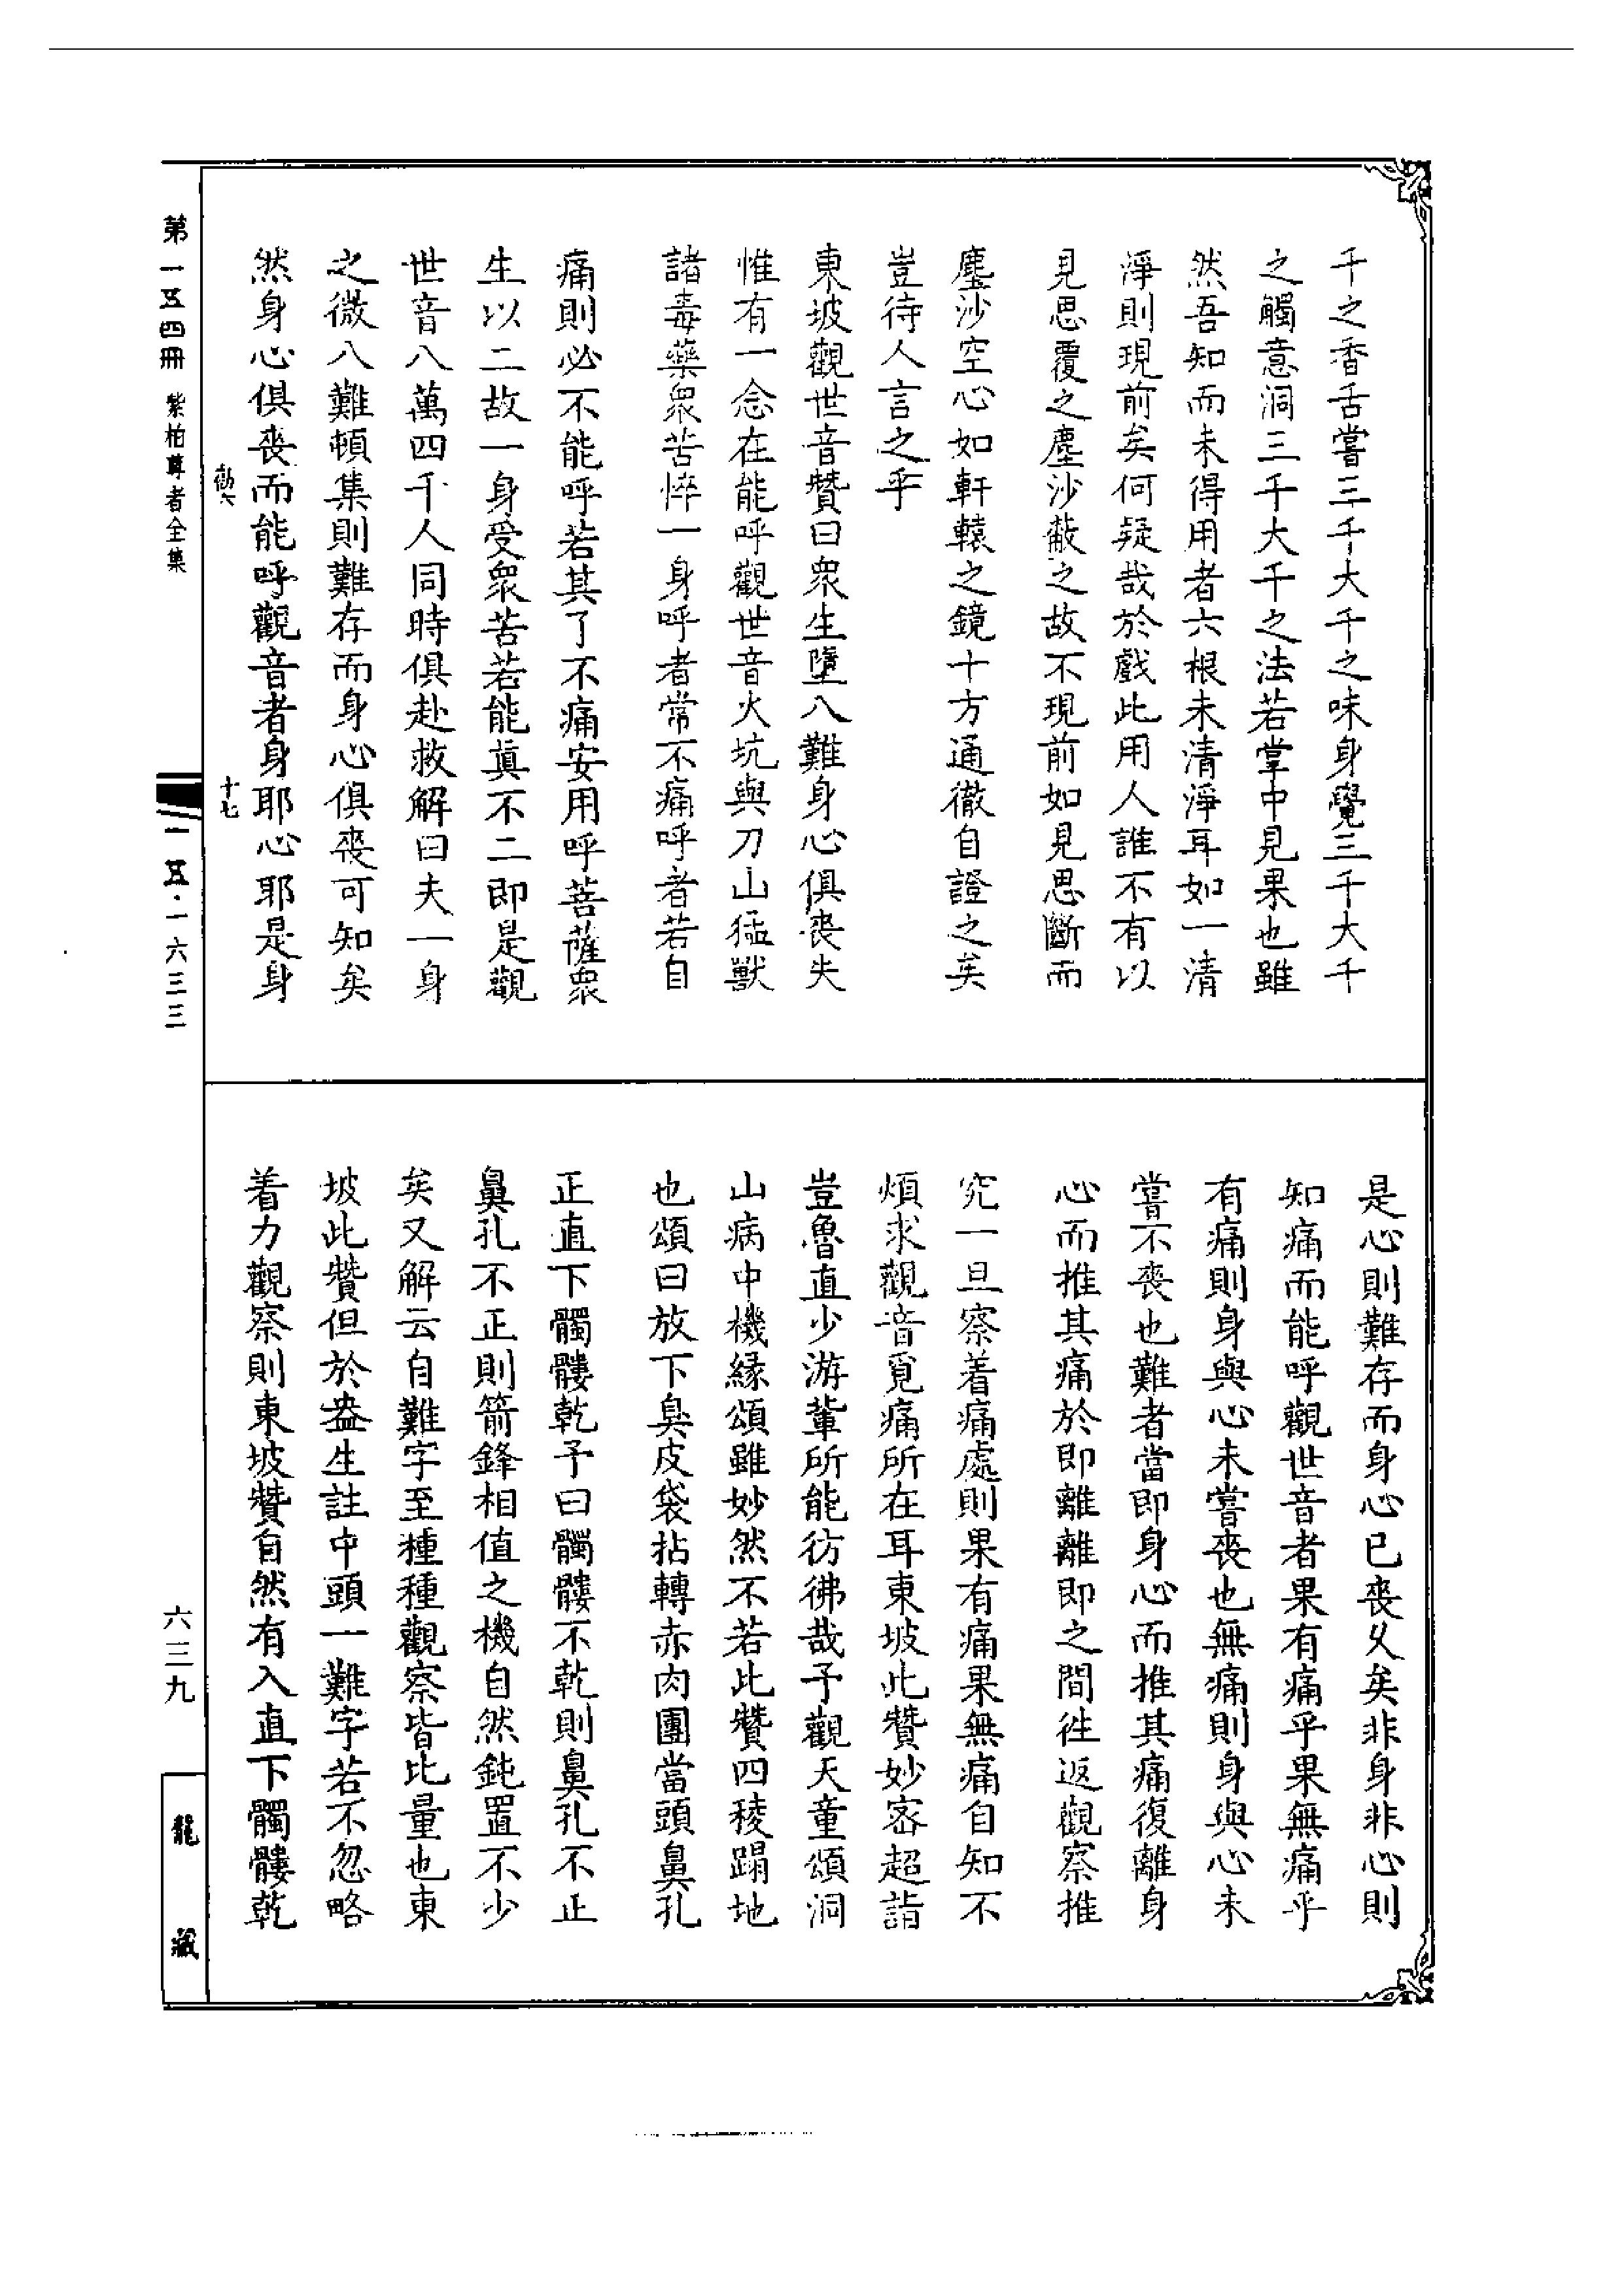 千之香舌嘗三千大千之味身覺三千大千
之觸意洞三千大千之法若掌中見果也雖
然吾知而未得用者六根未清淨耳如一清
淨則現前矣何疑哉於戲此用人誰不有以
見思覆之塵沙蔽之故不現前如見思斷而
塵沙空心如軒轅之鏡十方通徹自證之矣
豈待人言之乎
東坡觀世音贊曰衆生墮八難身心俱喪失
惟有一念在能呼觀世音火坑與刀山猛獸
諸毒藥衆苦悴一身呼者常不痛呼者若自
痛則必不能呼若其了不痛安用呼菩薩衆
生以二故一身受衆苦若能眞不二即是觀
世音八萬四千人同時俱赴救解曰夫一身
之微八難頓集則難存而身心俱喪可知矣
然身心俱喪而能呼觀音者身耶心耶是身
是心則難存而身心已喪乆矣非身非心則
知痛而能呼觀世音者果有痛乎果無痛乎
有痛則身與心未嘗喪也無痛則身與心未
嘗不喪也難者當即身心而推其痛復離身
心而推其痛於即離離即之間徃返觀察推
究一旦察着痛處則果有痛果無痛自知不
煩求觀音覓痛所在耳東坡此贊妙密超詣
豈魯直少游輩所能彷彿哉予觀天童頌洞
山病中機緣頌雖妙然不若此贊四稜蹋地
也頌曰放下臭皮袋拈轉赤肉團當頭鼻孔
正直下髑髏乾予曰髑髏不乾則鼻孔不正
鼻孔不正則箭鋒相值之機自然鈍置不少
矣又解云自難字至種種觀察皆比量也東
坡此贊但於盎生註中頭一難字若不忽略
着力觀察則東坡贊自然有入直下髑髏乾
第一五四冊 紫柏尊者全集
勸六
十七
一五·一六三三
六三九
龍藏